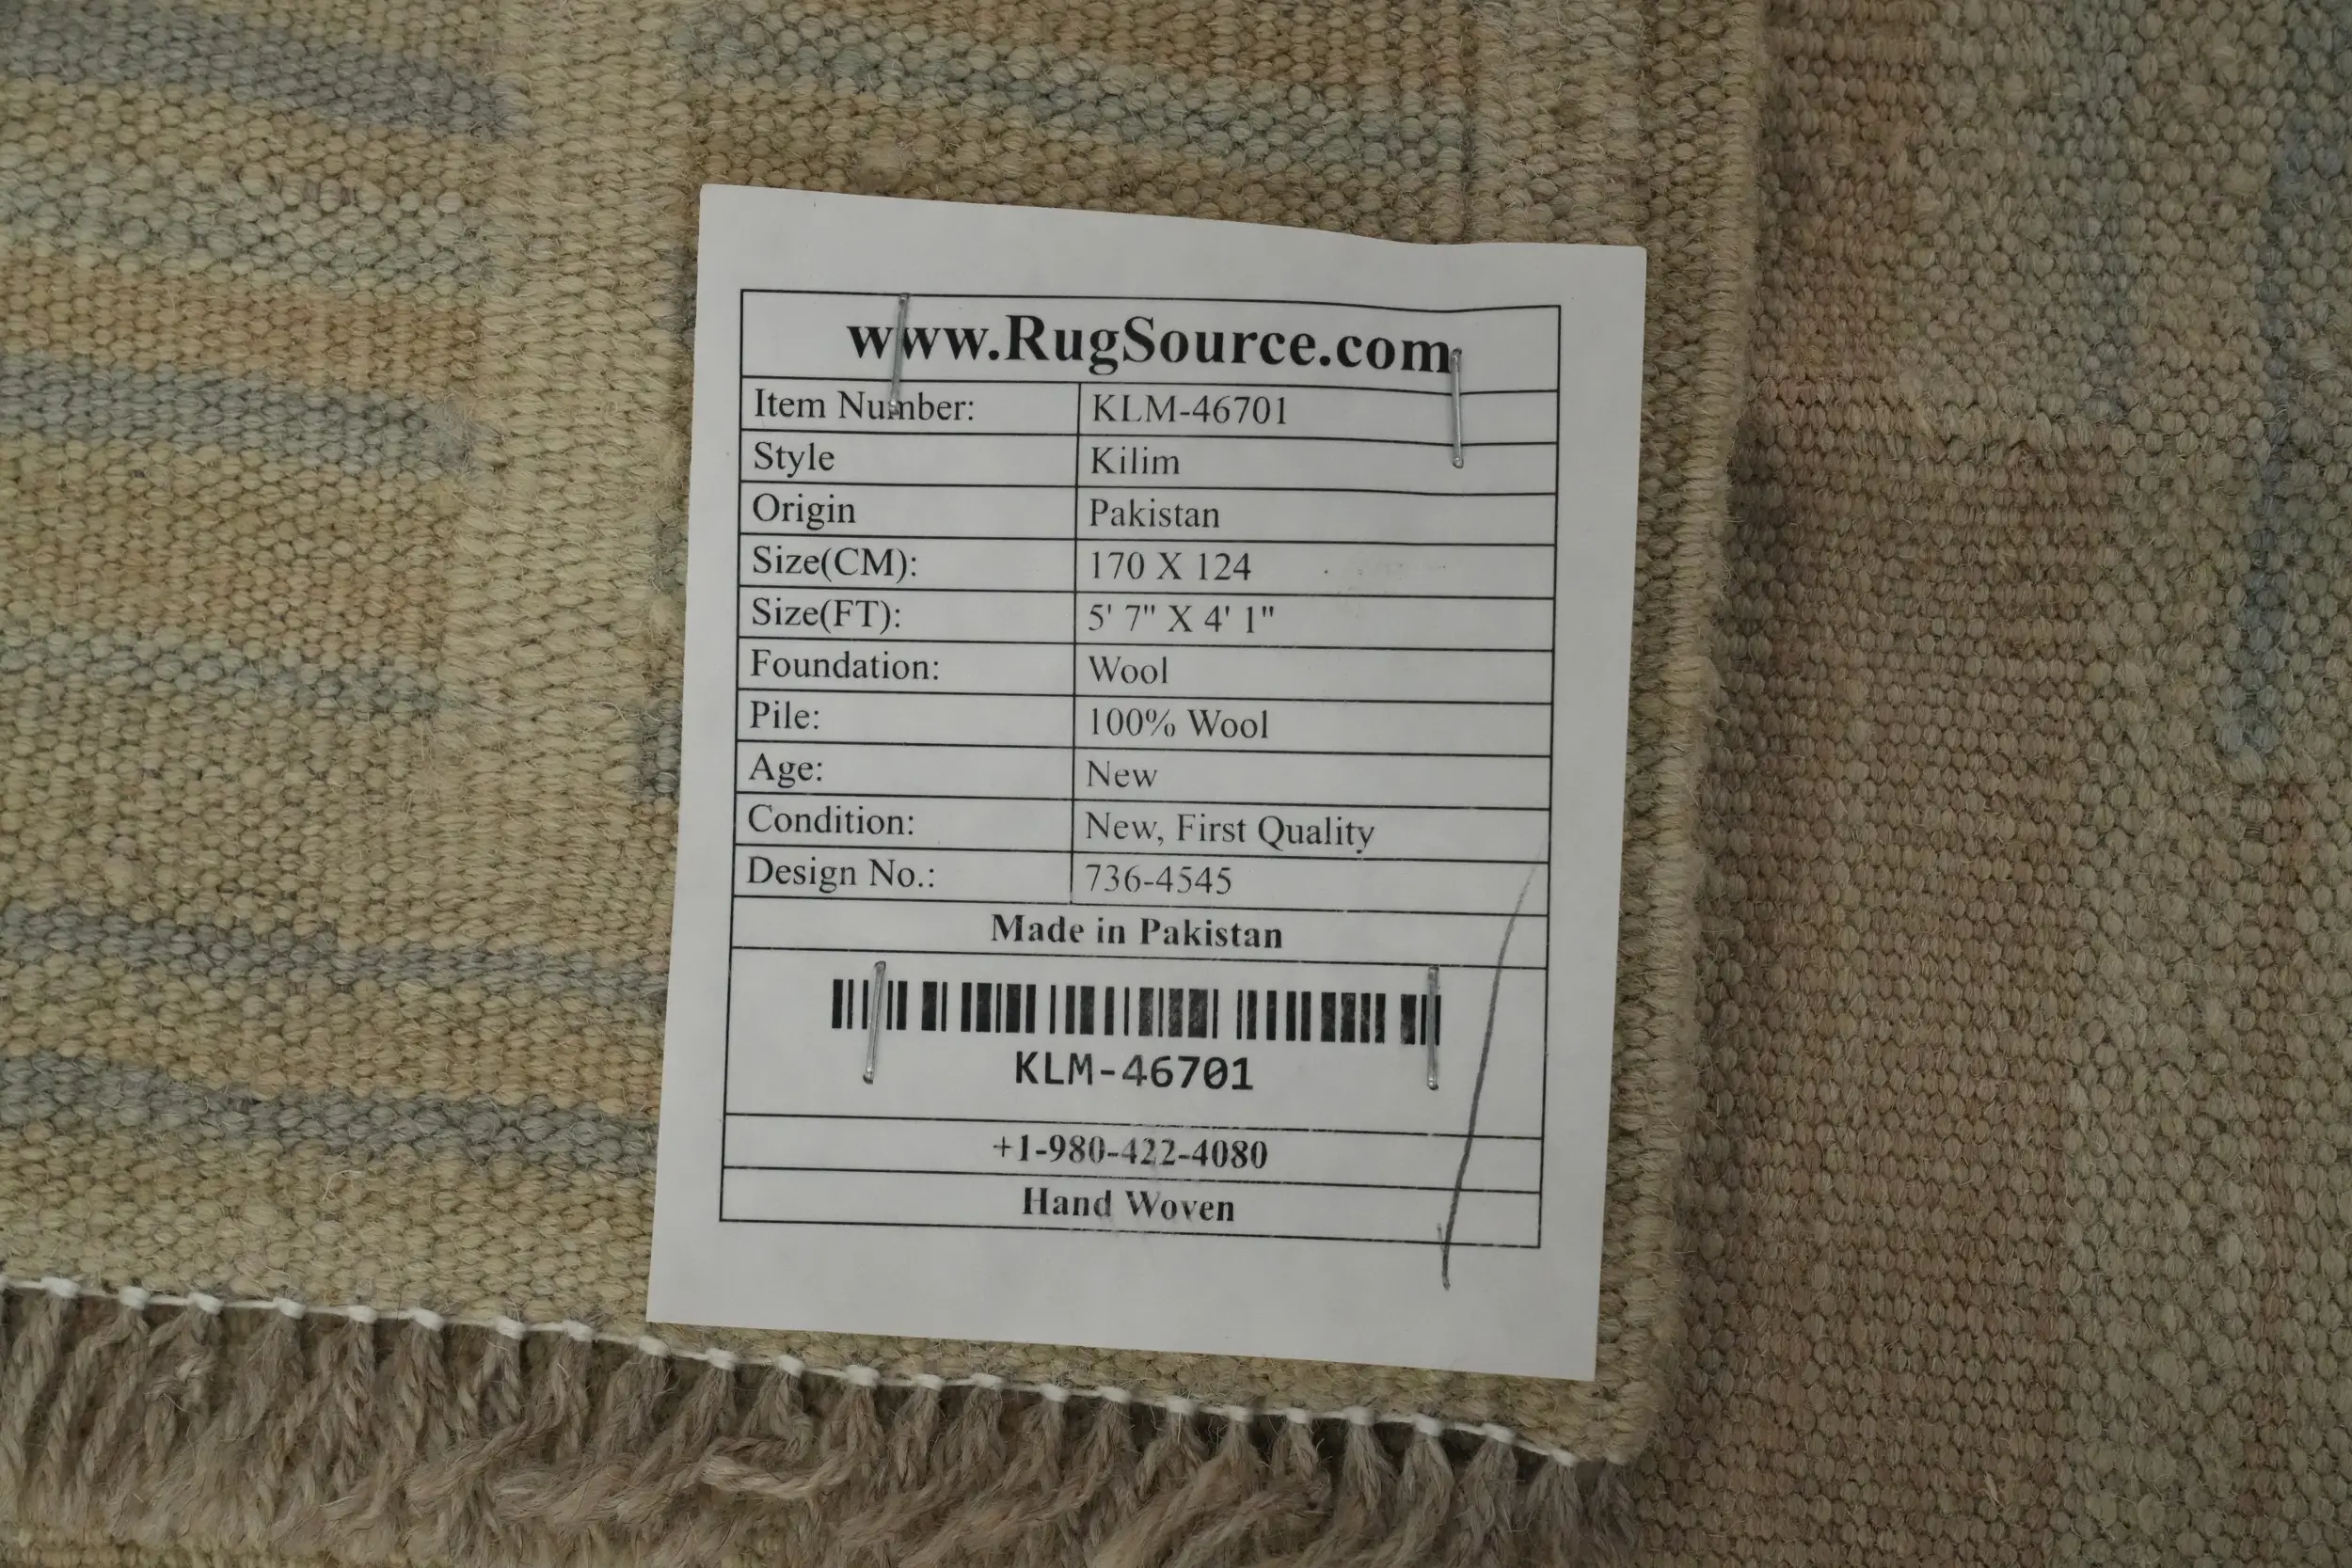 www.RugSource.com
Item Number: KLM-46701
Style Kilim
Origin Pakistan
Size(CM): 170 X 124
Size(FT): 5' 7" X 4' 1"
Foundation: Wool
Pile: 100% Wool
Age: New
Condition: New, First Quality
Design No.: 736-4545
Made in Pakistan
KLM-46701
+1-980-422-4080
Hand Woven